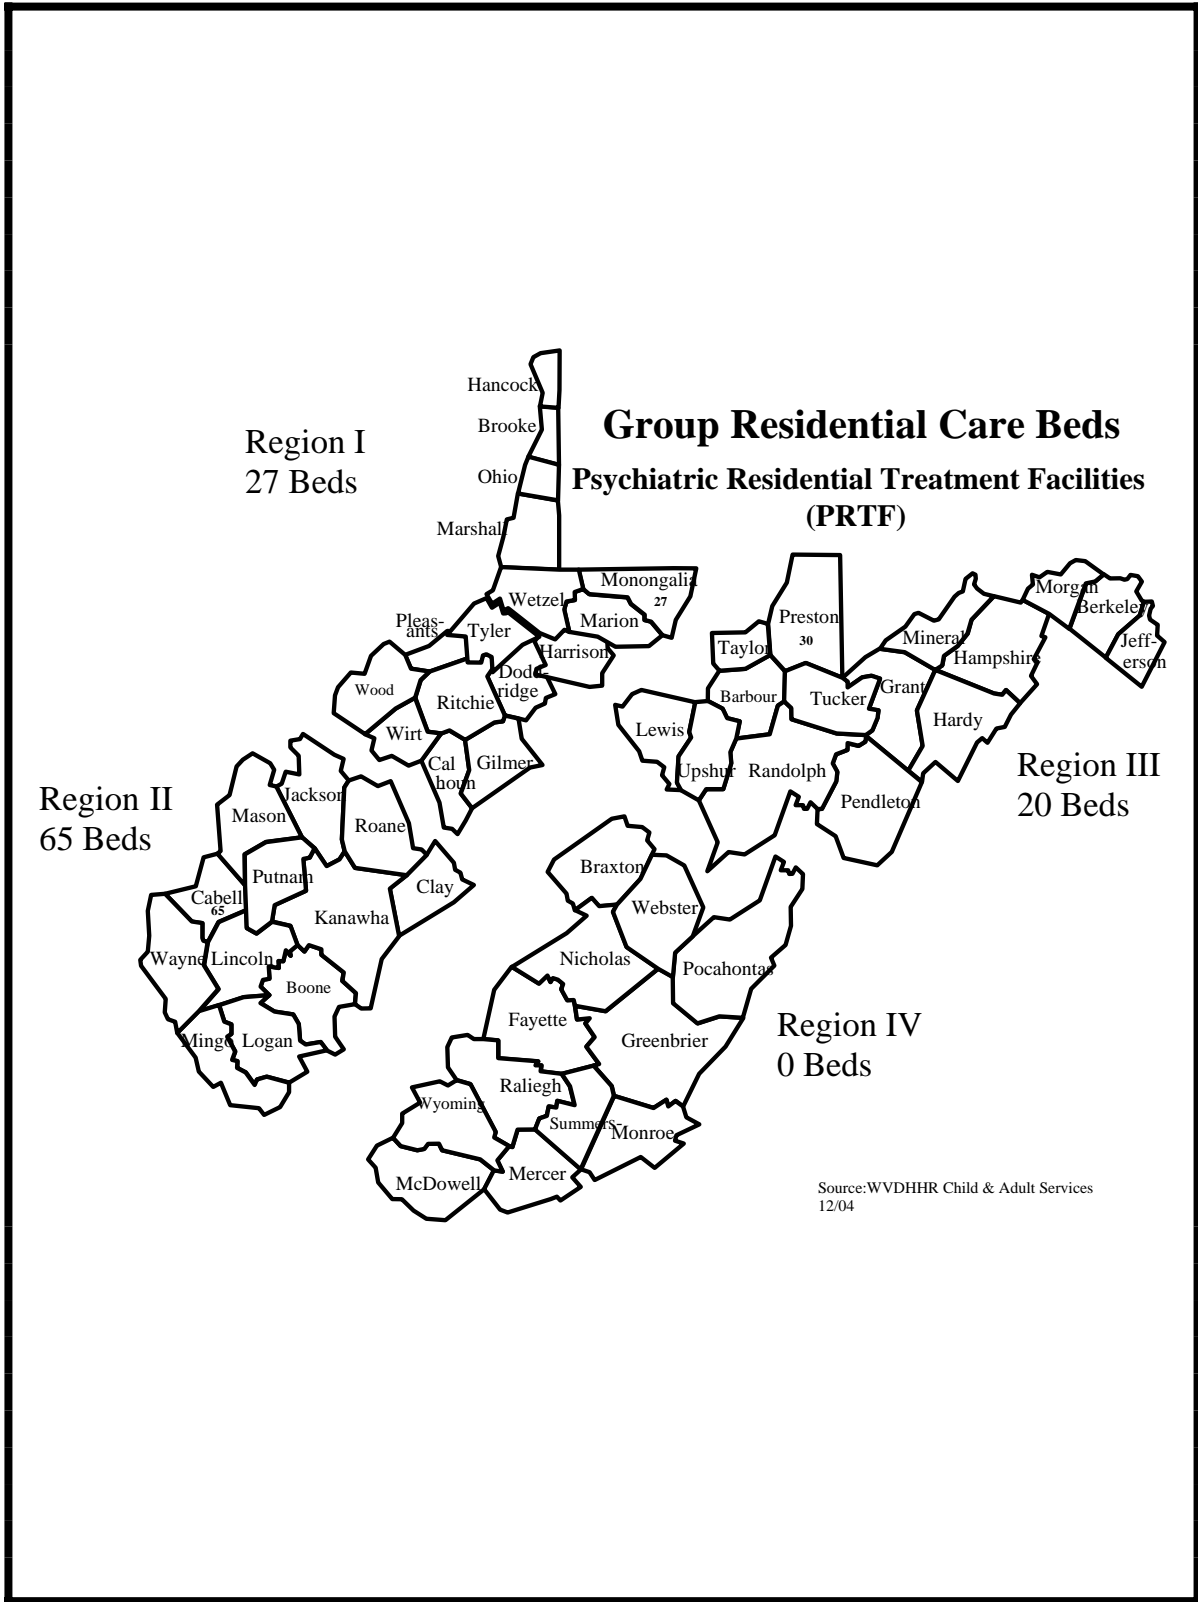 Hancock
Brooke
Region I
27 Beds
Group Residential Care Beds
Ohio
Psychiatric Residential Treatment Facilities
(PRTF)
Marshall
Wetzel
Monongalia
27
Marion
Pleas-
ants
Tyler
Harrison
Dodd-
ridge
Wood
Ritchie
Wirt
Cal
houn
Gilmer
Preston
30
Taylor
Barbour
Tucker
Grant
Mineral
Hampshire
Morgan
Berkeley
Jeff-
erson
Hardy
Lewis
Upshur
Randolph
Pendleton
Region III
20 Beds
Region II
65 Beds
Jackson
Mason
Roane
Putnam
Cabell
65
Clay
Kanawha
Wayne
Lincoln
Boone
Mingo
Logan
Braxton
Webster
Nicholas
Pocahontas
Fayette
Greenbrier
Region IV
0 Beds
Raliegh
Wyoming
Summers-
Monroe
McDowell
Mercer
Source:WVDHHR Child & Adult Services
12/04